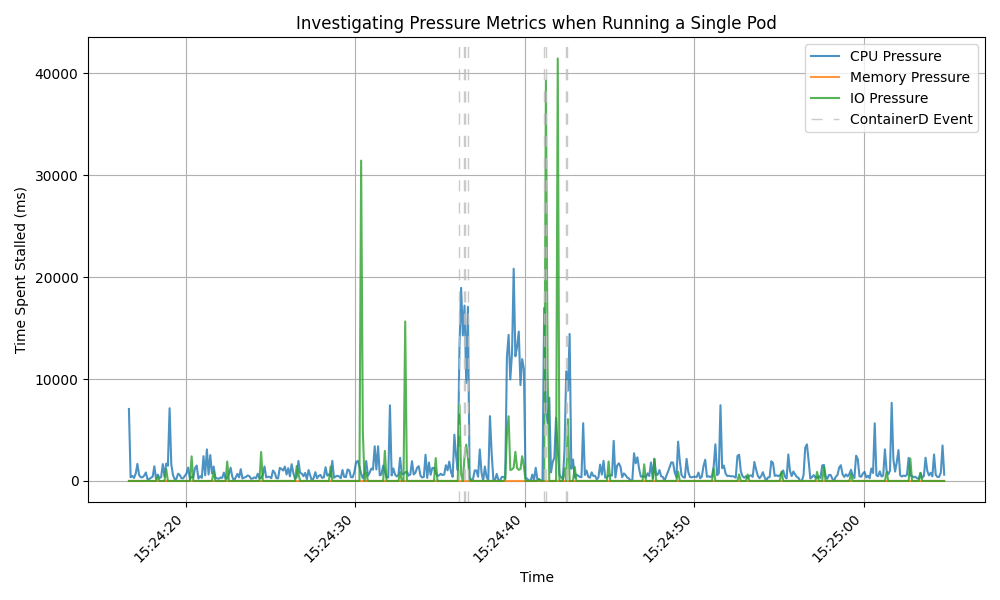 Investigating Pressure Metrics when Running a Single Pod
CPU Pressure
Memory Pressure
IO Pressure
ContainerD Event
Time Spent Stalled (ms)
40000
30000
20000
10000
0
15:24:20
15:24:30
15:24:40
15:24:50
15:25:00
Time